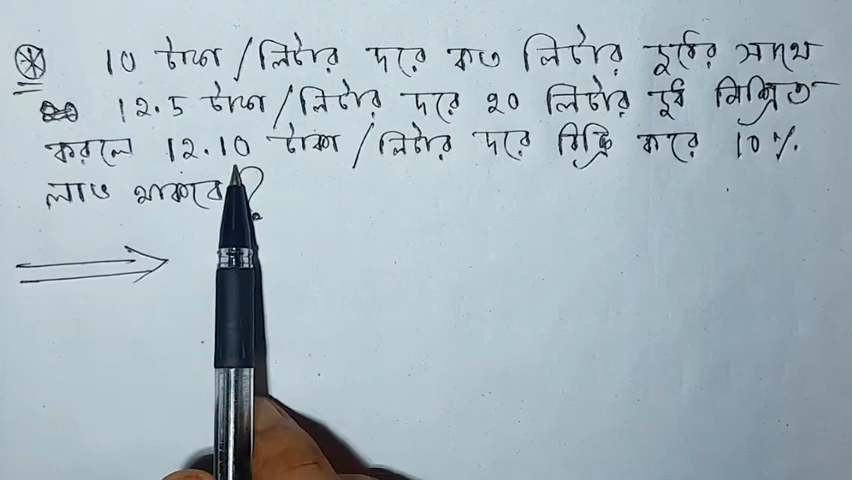 10 টাকা /লিটার দরে কত লিটার দুধের সাথে
12.5 টাকা /লিটার দরে 20 লিটার দুধ মিশ্রিত
করলে 12.10 টাকা /লিটার দরে বিক্রি করে 10%
লাভ থাকবে?